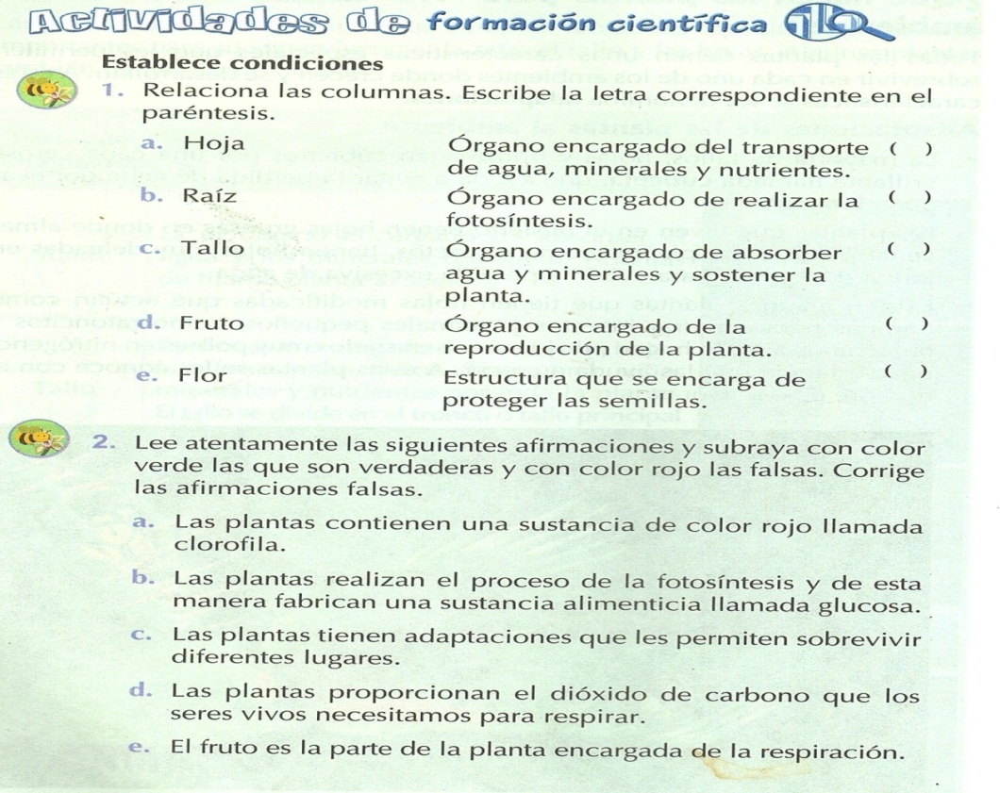 Actividades de formación científica
Establece condiciones
1. Relaciona las columnas. Escribe la letra correspondiente en el
paréntesis.
a. Hoja Órgano encargado del transporte ( )
de agua, minerales y nutrientes.
b. Raíz Órgano encargado de realizar la ( )
fotosíntesis.
c. Tallo Órgano encargado de absorber ( )
agua y minerales y sostener la
planta.
d. Fruto Órgano encargado de la ( )
reproducción de la planta.
e. Flor Estructura que se encarga de ( )
proteger las semillas.
2. Lee atentamente las siguientes afirmaciones y subraya con color
verde las que son verdaderas y con color rojo las falsas. Corrige
las afirmaciones falsas.
a. Las plantas contienen una sustancia de color rojo llamada
clorofila.
b. Las plantas realizan el proceso de la fotosíntesis y de esta
manera fabrican una sustancia alimenticia llamada glucosa.
c. Las plantas tienen adaptaciones que les permiten sobrevivir
diferentes lugares.
d. Las plantas proporcionan el dióxido de carbono que los
seres vivos necesitamos para respirar.
e. El fruto es la parte de la planta encargada de la respiración.